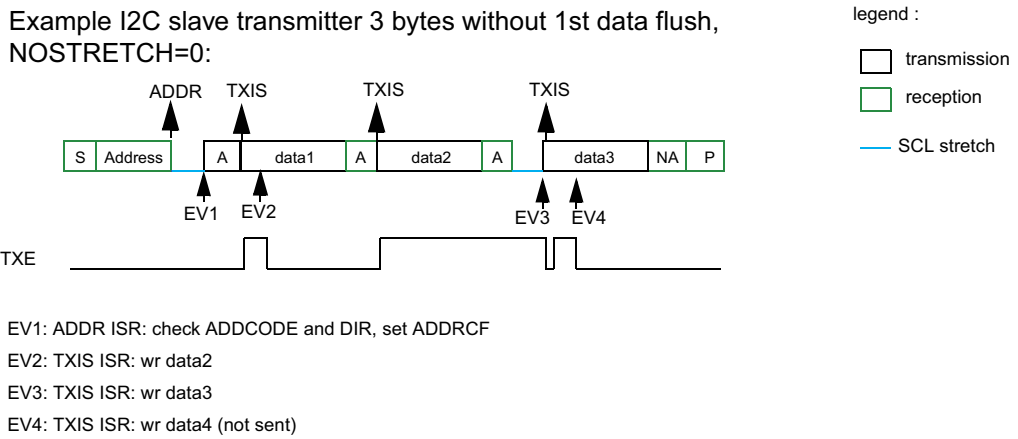 Example I2C slave transmitter 3 bytes without 1st data flush,
NOSTRETCH=0:
legend :
transmission
reception
SCL stretch
ADDR TXIS TXIS TXIS
S Address A data1 A data2 A data3 NA P
EV1 EV2 EV3 EV4
TXE
EV1: ADDR ISR: check ADDCODE and DIR, set ADDRCF
EV2: TXIS ISR: wr data2
EV3: TXIS ISR: wr data3
EV4: TXIS ISR: wr data4 (not sent)